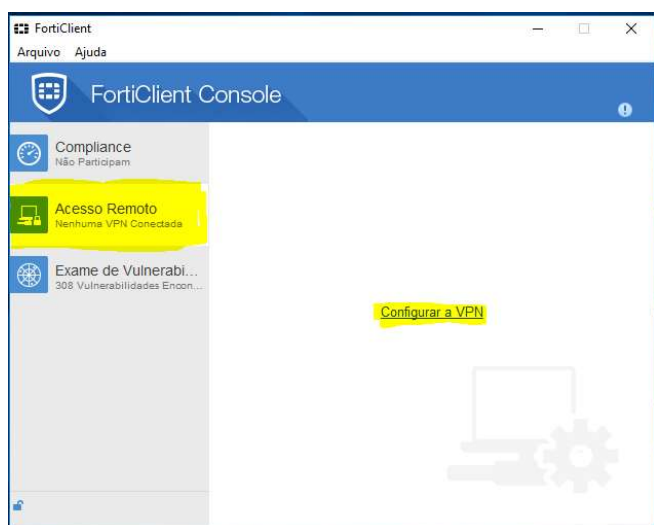 FortiClient
Arquivo Ajuda
FortiClient Console
Compliance
Não Participam
Acesso Remoto
Nenhuma VPN Conectada
Exame de Vulnerabi...
308 Vulnerabilidades Encon...
Configurar a VPN